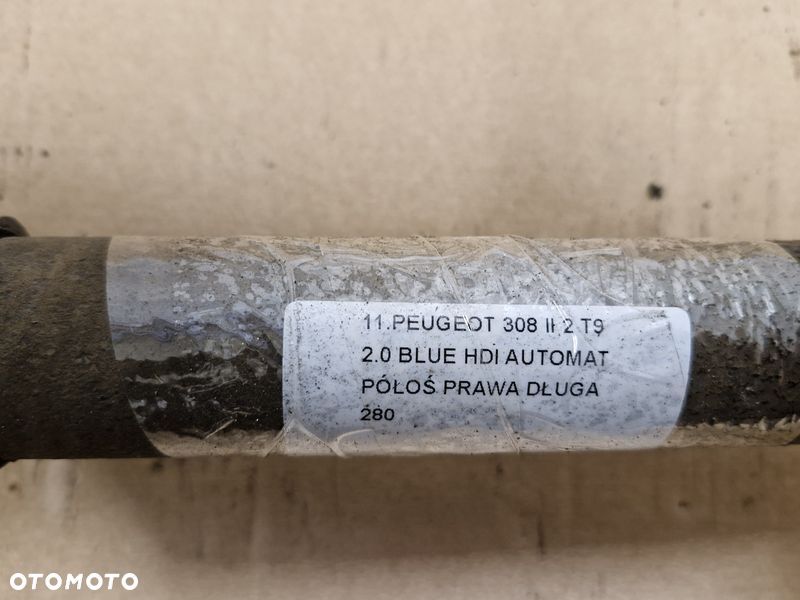 11.PEUGEOT 308 II 2 T9
2.0 BLUE HDI AUTOMAT
PÓŁOŚ PRAWA DŁUGA
280
OTOMOTO